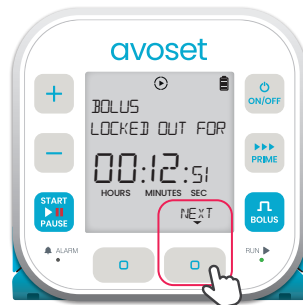 avoset
ON/OFF
BOLUS
LOCKED OUT FOR
PRIME
00:12:51
HOURS MINUTES SEC
START
PAUSE
NEXT
BOLUS
ALARM
RUN